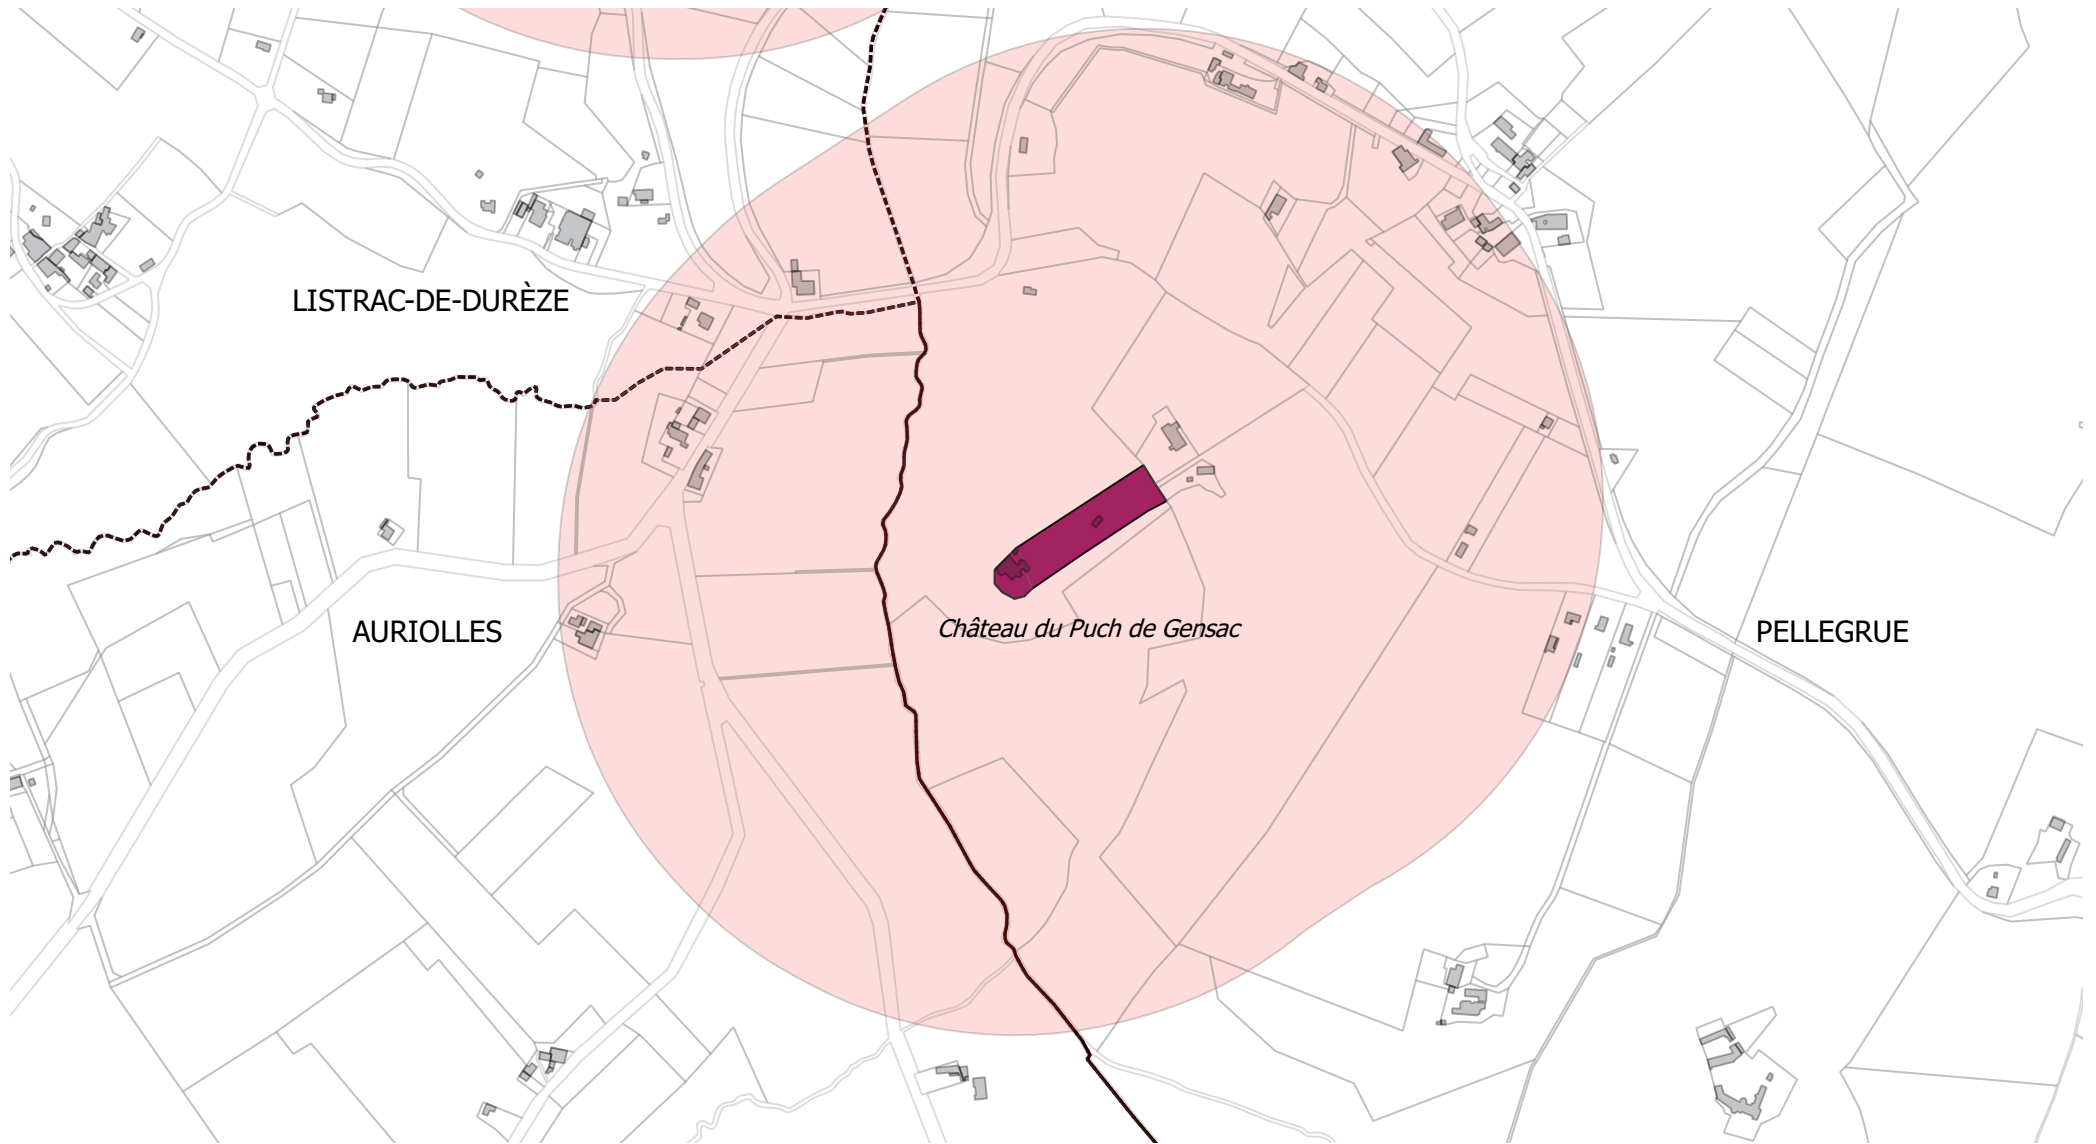 LISTRAC-DE-DURÈZE
AURIOLLES
Château du Puch de Gensac
PELLEGRUE